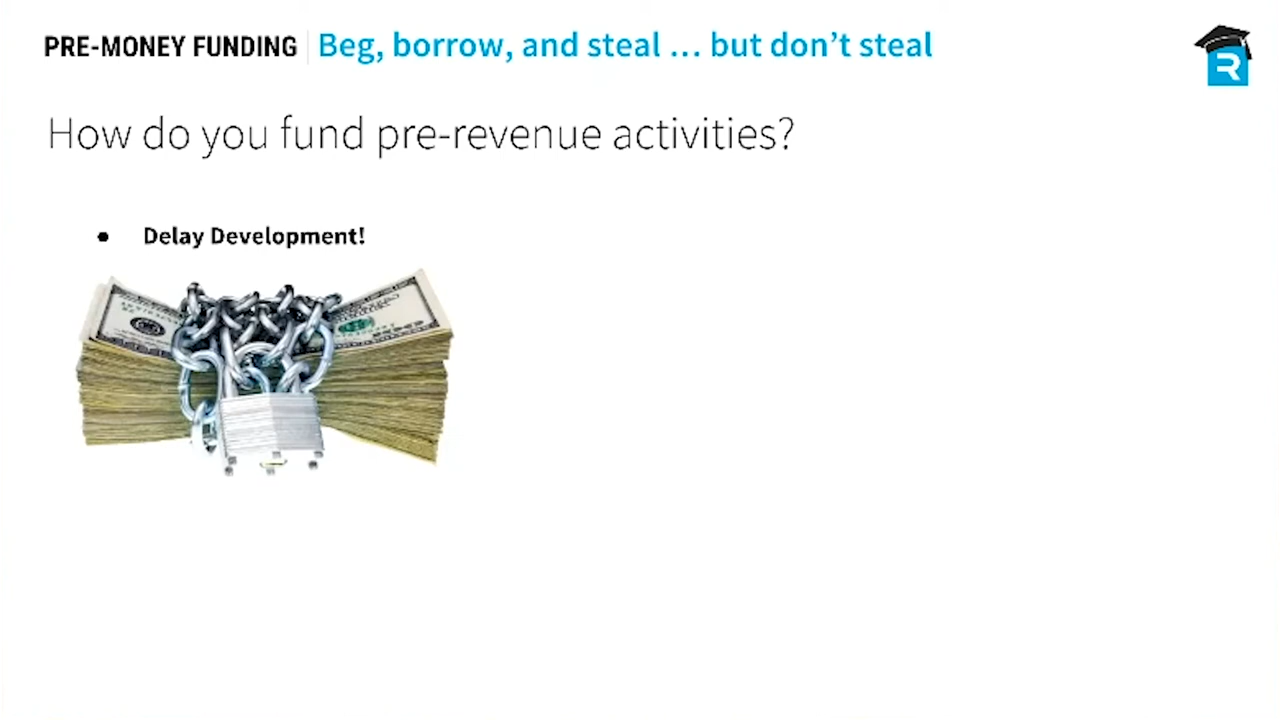 PRE-MONEY FUNDING | Beg, borrow, and steal … but don’t steal
How do you fund pre-revenue activities?
● Delay Development!
R